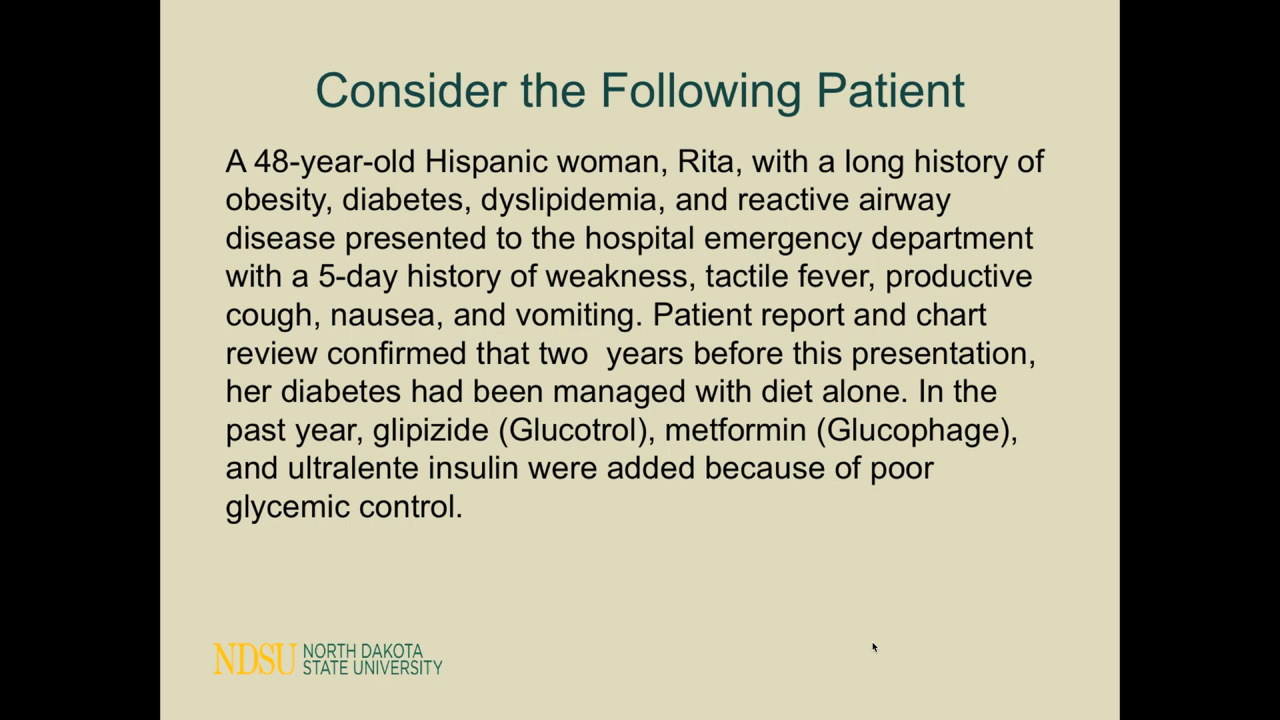 Consider the Following Patient
A 48-year-old Hispanic woman, Rita, with a long history of
obesity, diabetes, dyslipidemia, and reactive airway
disease presented to the hospital emergency department
with a 5-day history of weakness, tactile fever, productive
cough, nausea, and vomiting. Patient report and chart
review confirmed that two  years before this presentation,
her diabetes had been managed with diet alone. In the
past year, glipizide (Glucotrol), metformin (Glucophage),
and ultralente insulin were added because of poor
glycemic control.
NDSU NORTH DAKOTA
STATE UNIVERSITY